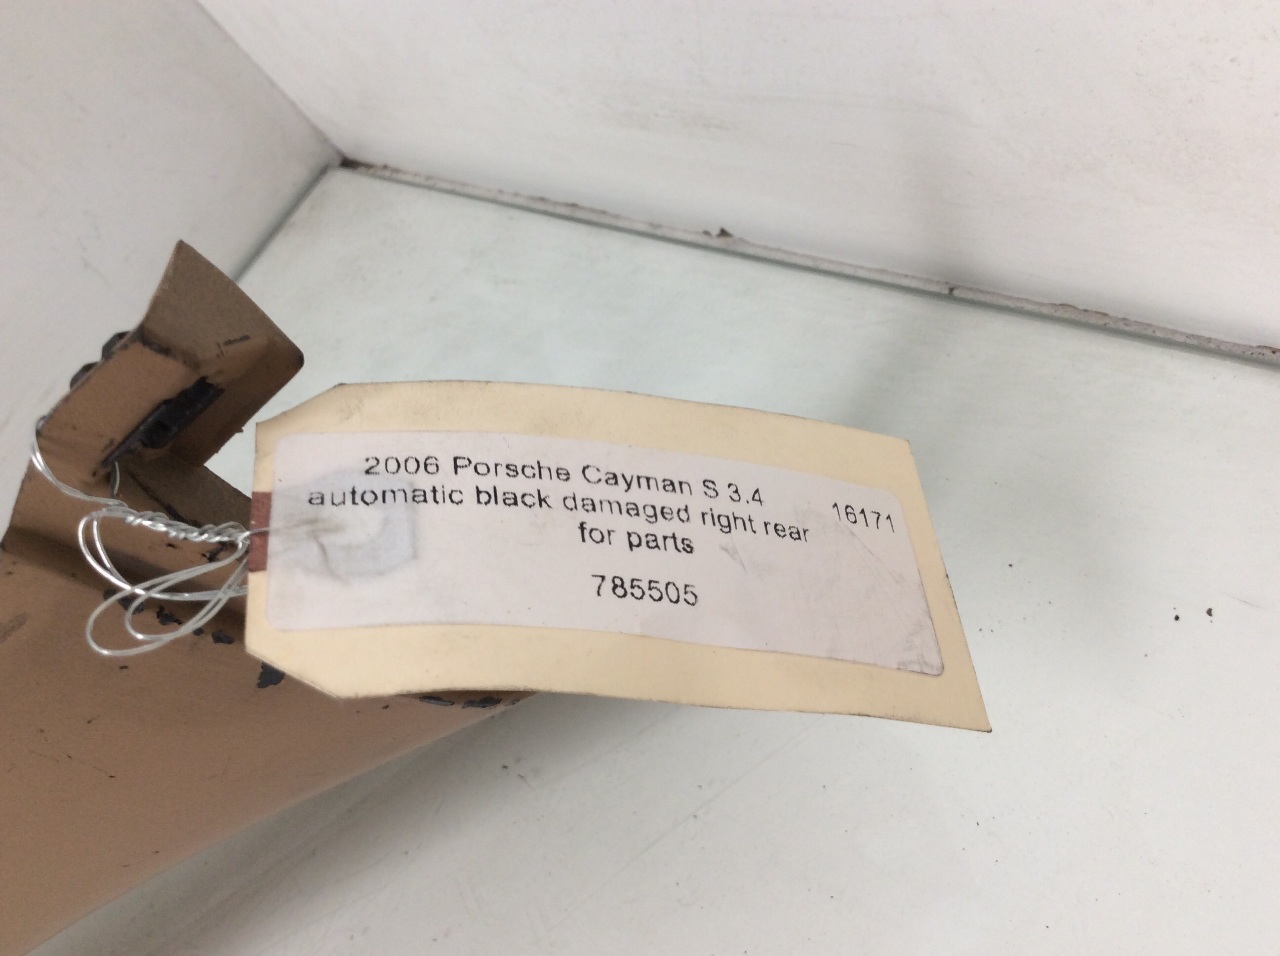 2006 Porsche Cayman S 3.4
automatic black damaged right rear
for parts
16171
785505